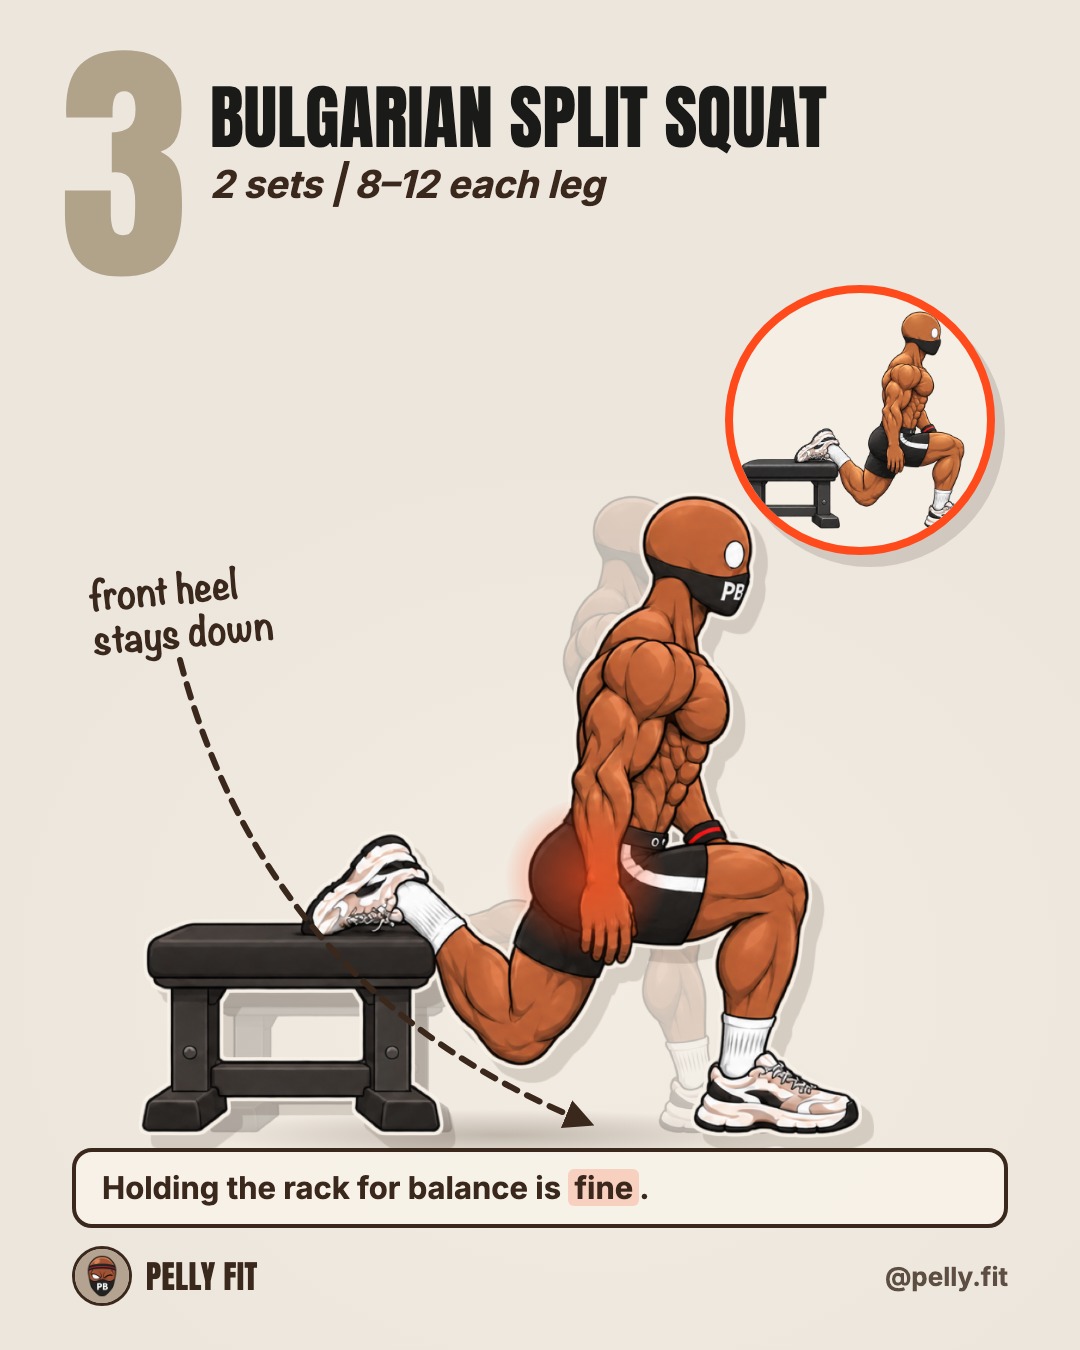 3
BULGARIAN SPLIT SQUAT
2 sets | 8–12 each leg
front heel
stays down
PB
Holding the rack for balance is fine.
PB
PELLY FIT
@pelly.fit